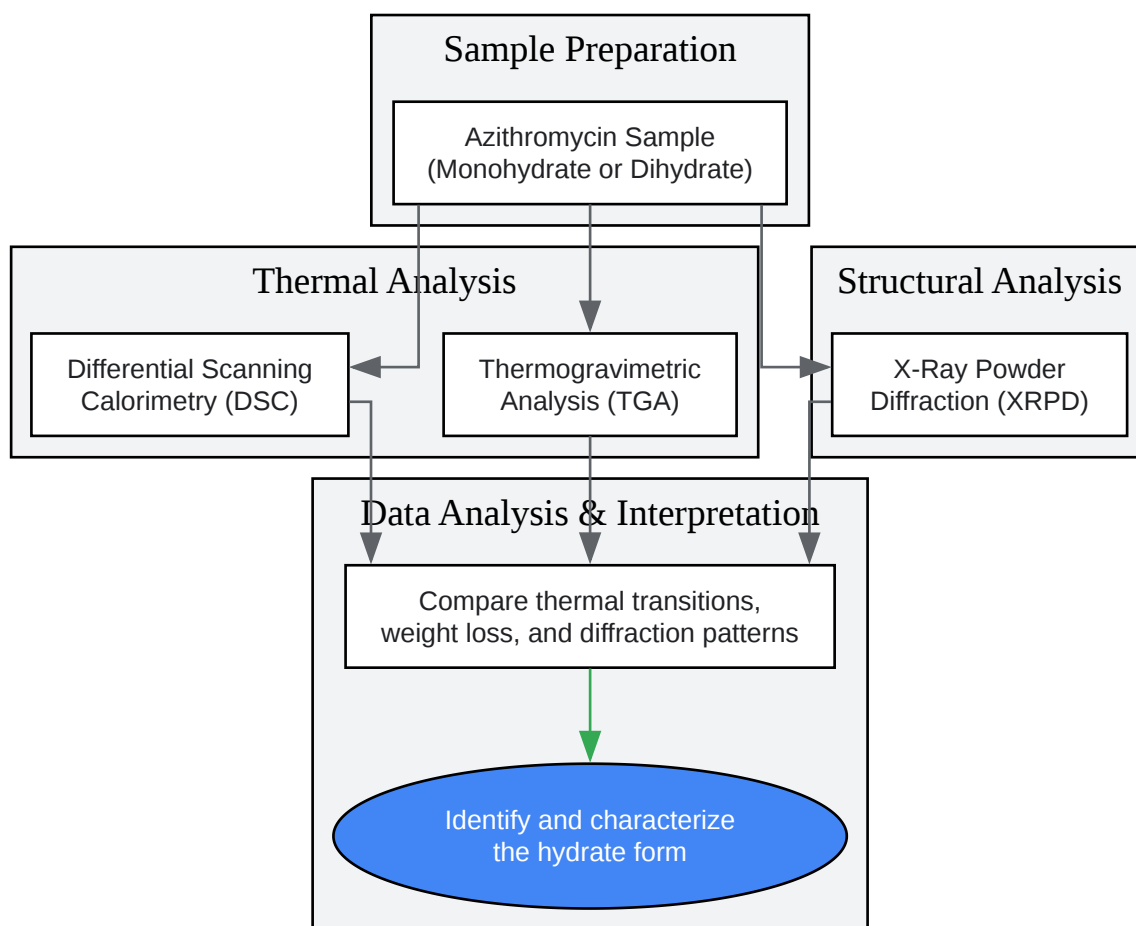 Sample Preparation
Azithromycin Sample
(Monohydrate or Dihydrate)
Thermal Analysis
Structural Analysis
Differential Scanning
Calorimetry (DSC)
Thermogravimetric
Analysis (TGA)
X-Ray Powder
Diffraction (XRPD)
Data Analysis & Interpretation
Compare thermal transitions,
weight loss, and diffraction patterns
Identify and characterize
the hydrate form